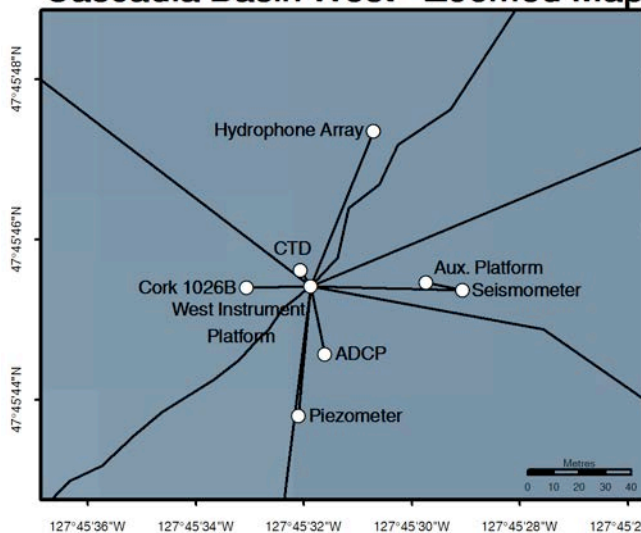 Cascadia Basin West - Zoomed Map
47°45'48"N
Hydrophone Array
47°45'46"N
CTD
Aux. Platform
Cork 1026B
Seismometer
West Instrument
Platform
ADCP
47°45'44"N
Piezometer
Metres
0 10 20 30 40
127°45'36"W 127°45'34"W 127°45'32"W 127°45'30"W 127°45'28"W